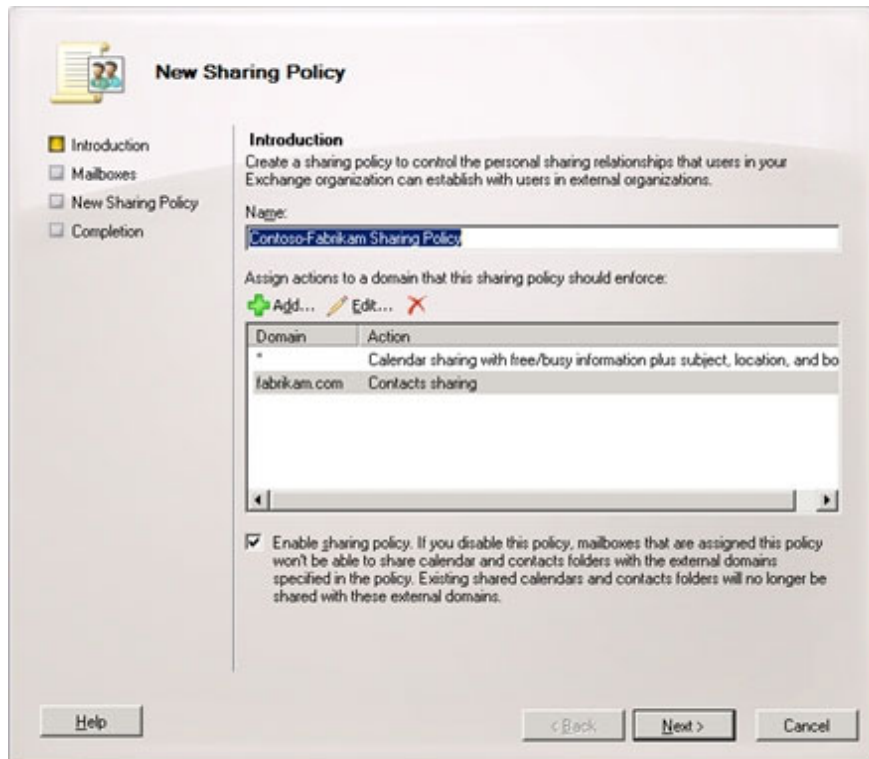 New Sharing Policy
Introduction
Mailboxes
New Sharing Policy
Completion
Introduction
Create a sharing policy to control the personal sharing relationships that users in your
Exchange organization can establish with users in external organizations.
Name:
Contoso-Fabrikam Sharing Policy
Assign actions to a domain that this sharing policy should enforce:
Add... Edit...
Domain Action
* Calendar sharing with free/busy information plus subject, location, and bo
fabrikam.com Contacts sharing
Enable sharing policy. If you disable this policy, mailboxes that are assigned this policy
won't be able to share calendar and contacts folders with the external domains
specified in the policy. Existing shared calendars and contacts folders will no longer be
shared with these external domains.
Help < Back Next > Cancel